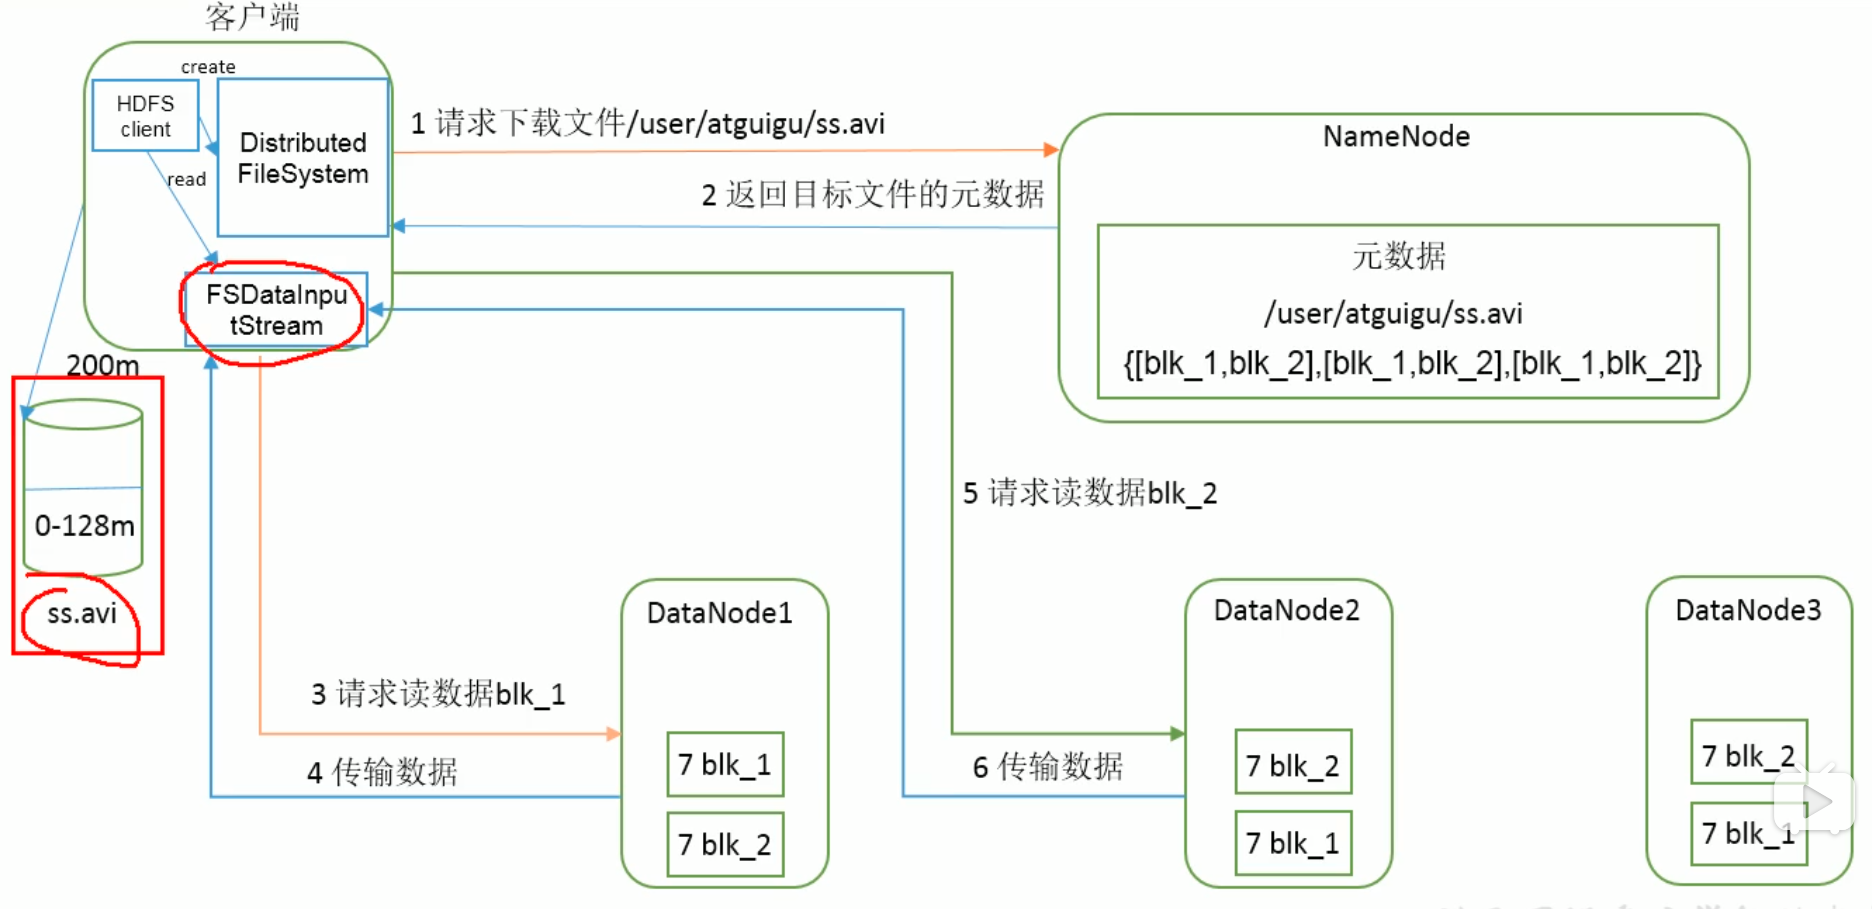 客户端
create
HDFS
client
Distributed
FileSystem
read
1 请求下载文件/user/atguigu/ss.avi
2 返回目标文件的元数据
NameNode
元数据
/user/atguigu/ss.avi
{[blk_1,blk_2],[blk_1,blk_2],[blk_1,blk_2]}
FSDataInpu
tStream
200m
0-128m
ss.avi
5 请求读数据blk_2
3 请求读数据blk_1
4 传输数据
6 传输数据
DataNode1
7 blk_1
7 blk_2
DataNode2
7 blk_2
7 blk_1
DataNode3
7 blk_2
7 blk_1